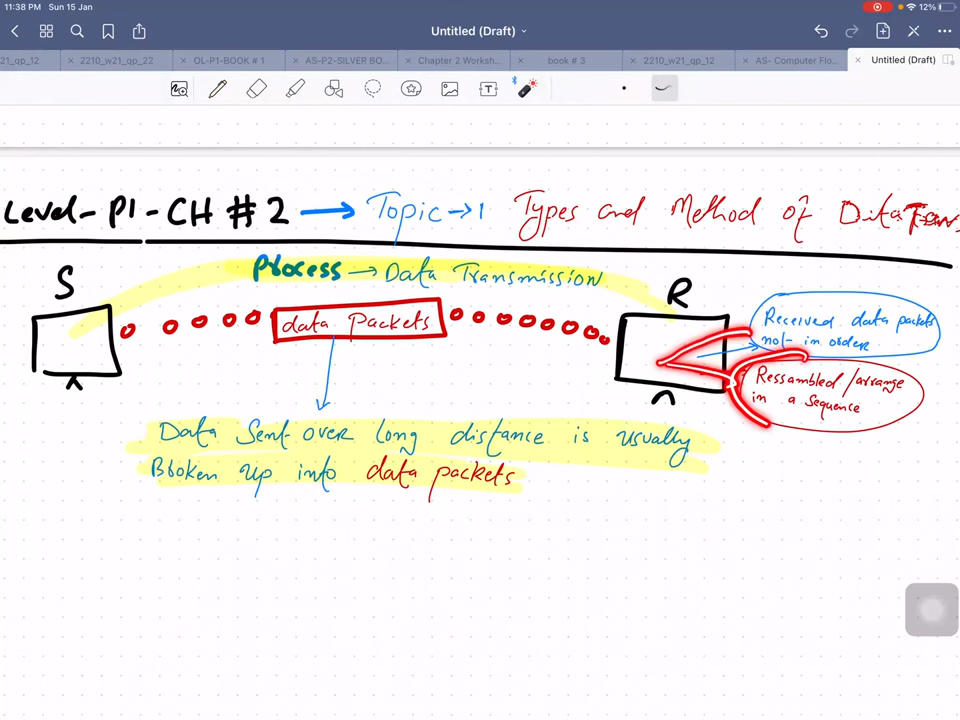 11:38 PM Sun 15 Jan
12%
Untitled (Draft)
21_qp_12
2210_w21_qp_22
OL-P1-BOOK # 1
AS-P2-SILVER BO...
Chapter 2 Worksh...
book # 3
2210_w21_qp_12
AS- Computer Flo...
Untitled (Draft)
Level- P1 - CH # 2 → Topic → 1 Types and Method of Data
Process → Data Transmission
S
R
data Packets
Received data packets
not in order
Ressambled / arrange
in a sequence
Data Sent over long distance is usually
Broken up into data packets